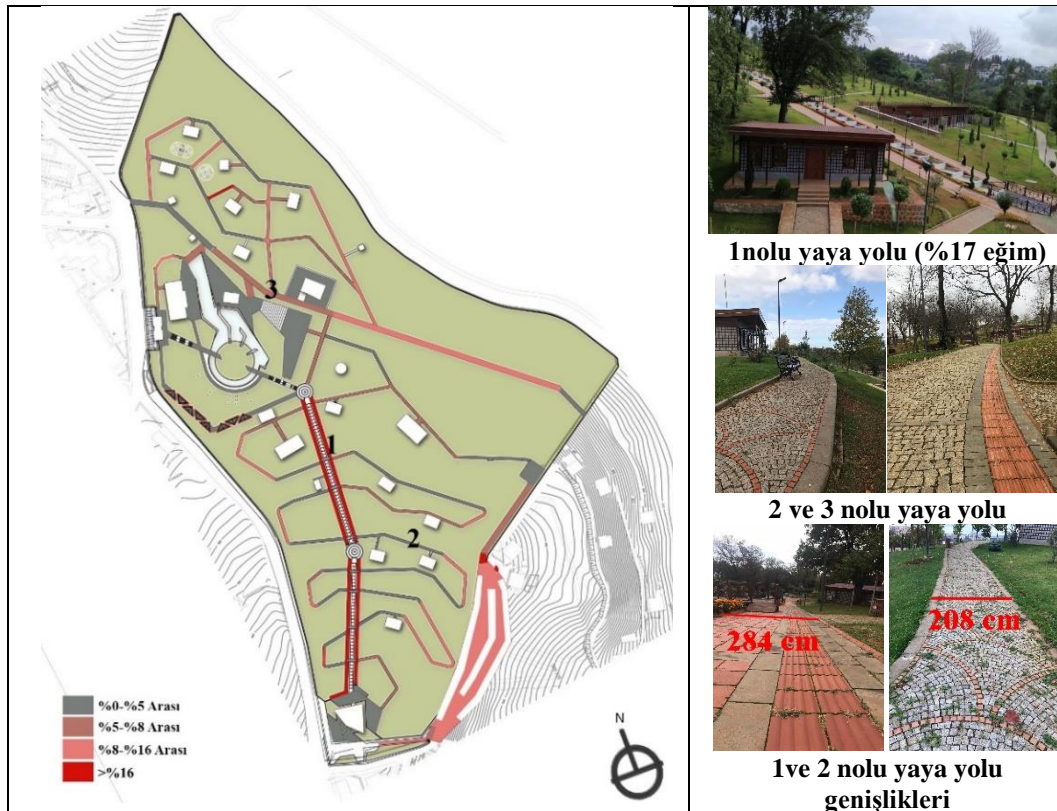 3
1
2
%0-%5 Arası
%5-%8 Arası
%8-%16 Arası
>%16
N
1nolu yaya yolu (%17 eğim)
2 ve 3 nolu yaya yolu
284 cm
208 cm
1ve 2 nolu yaya yolu
genişlikleri